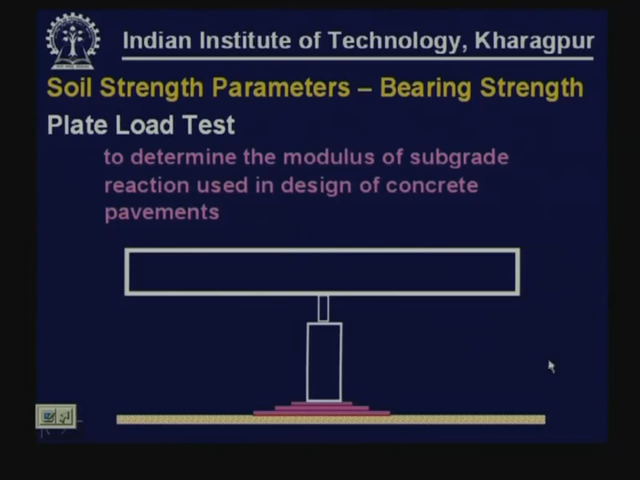 Indian Institute of Technology, Kharagpur
Soil Strength Parameters – Bearing Strength
Plate Load Test
to determine the modulus of subgrade
reaction used in design of concrete
pavements